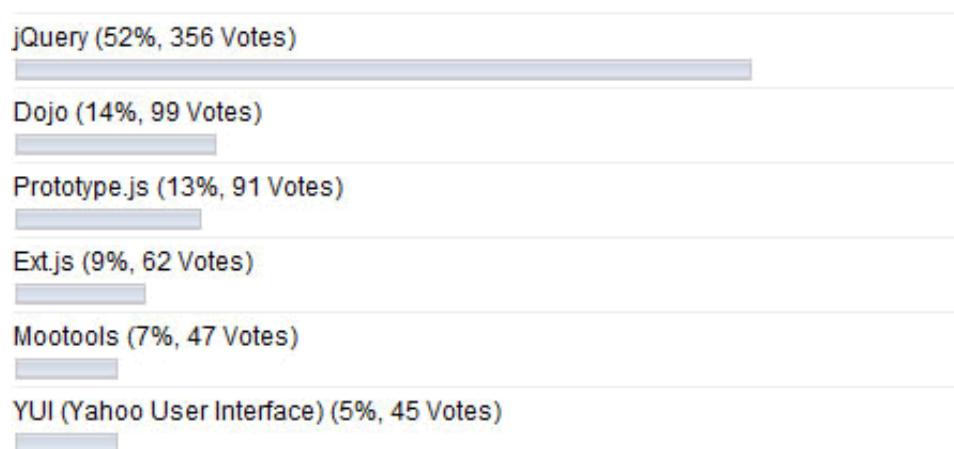 jQuery (52%, 356 Votes)
Dojo (14%, 99 Votes)
Prototype.js (13%, 91 Votes)
Ext.js (9%, 62 Votes)
Mootools (7%, 47 Votes)
YUI (Yahoo User Interface) (5%, 45 Votes)